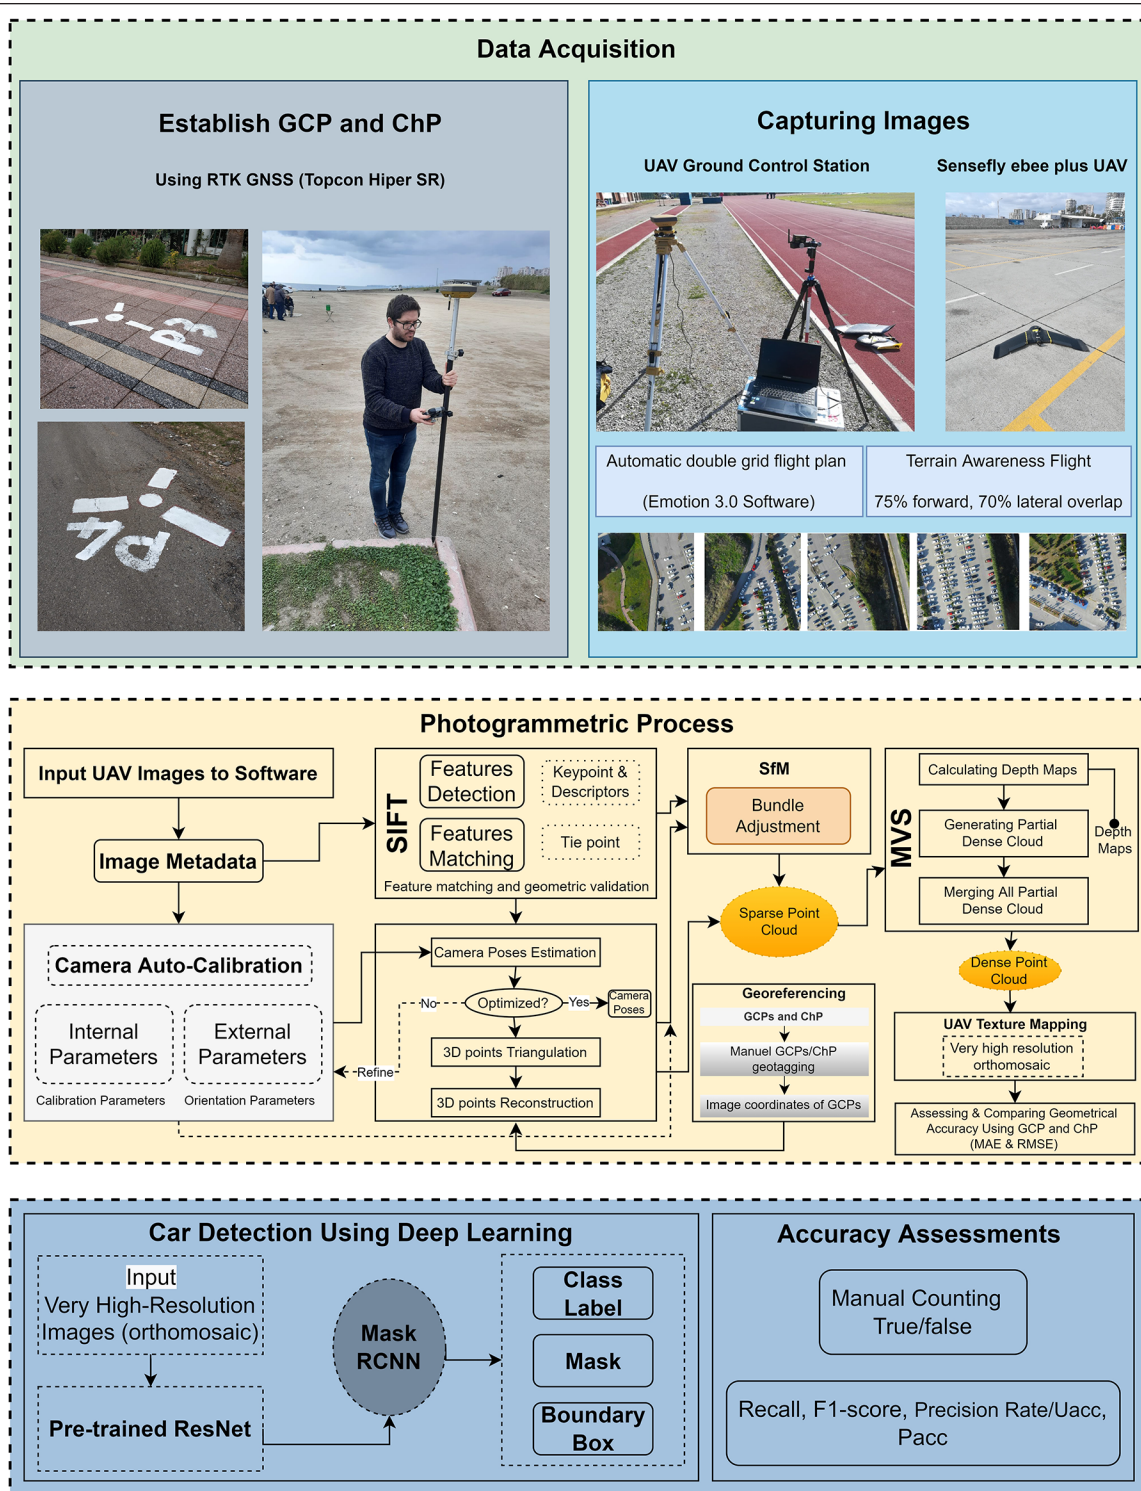 Data Acquisition
Establish GCP and ChP
Using RTK GNSS (Topcon Hiper SR)
P3
P4
Capturing Images
UAV Ground Control Station
Sensefly ebee plus UAV
Automatic double grid flight plan
(Emotion 3.0 Software)
Terrain Awareness Flight
75% forward, 70% lateral overlap
Photogrammetric Process
Input UAV Images to Software
Image Metadata
Camera Auto-Calibration
Internal
Parameters
External
Parameters
Calibration Parameters
Orientation Parameters
SIFT
Features
Detection
Keypoint &
Descriptors
Features
Matching
Tie point
Feature matching and geometric validation
Camera Poses Estimation
No
Optimized?
Yes
Camera
Poses
Refine
3D points Triangulation
3D points Reconstruction
SfM
Bundle
Adjustment
Sparse Point
Cloud
Georeferencing
GCPs and ChP
Manuel GCPs/ChP
geotagging
Image coordinates of GCPs
MVS
Calculating Depth Maps
Generating Partial
Dense Cloud
Depth
Maps
Merging All Partial
Dense Cloud
Dense Point
Cloud
UAV Texture Mapping
Very high resolution
orthomosaic
Assessing & Comparing Geometrical
Accuracy Using GCP and ChP
(MAE & RMSE)
Car Detection Using Deep Learning
Input
Very High-Resolution
Images (orthomosaic)
Pre-trained ResNet
Mask
RCNN
Class
Label
Mask
Boundary
Box
Accuracy Assessments
Manual Counting
True/false
Recall, F1-score, Precision Rate/Uacc,
Pacc